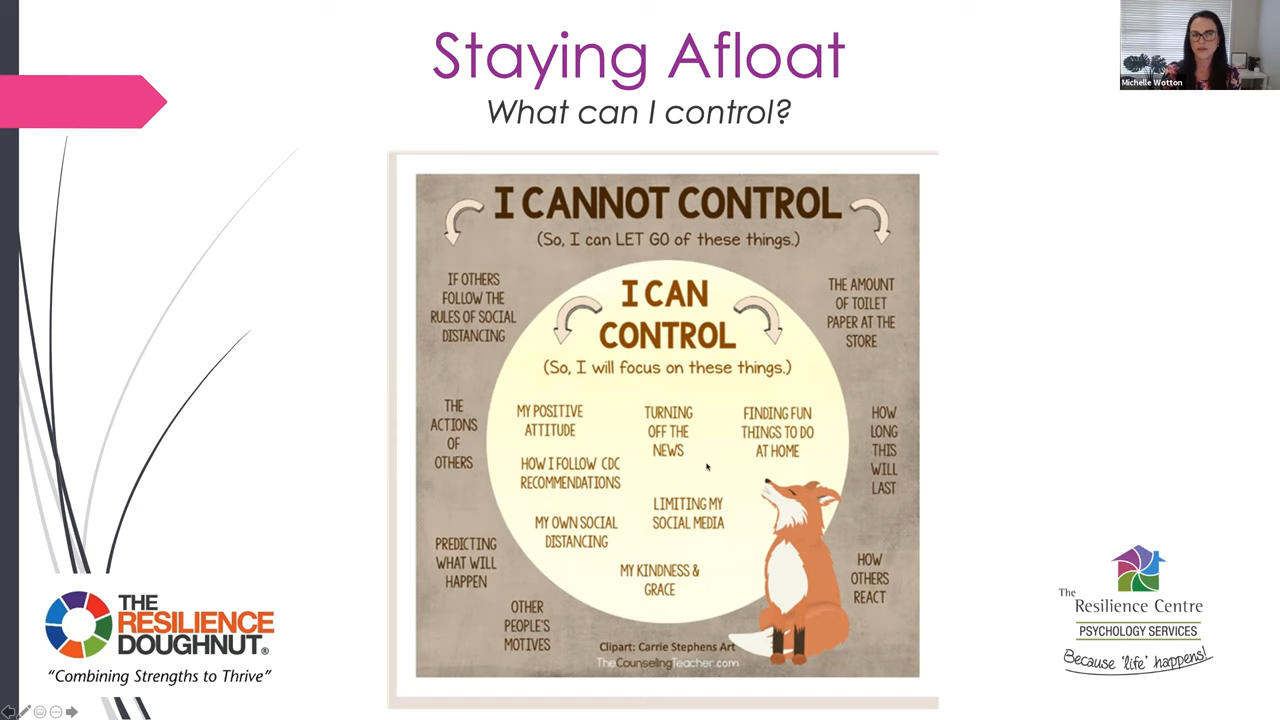 Staying Afloat
What can I control?
Michelle Wotton
I CANNOT CONTROL
(So, I can LET GO of these things.)
IF OTHERS
FOLLOW THE
RULES OF SOCIAL
DISTANCING
THE AMOUNT
OF TOILET
PAPER AT THE
STORE
I CAN
CONTROL
(So, I will focus on these things.)
THE
ACTIONS
OF
OTHERS
MY POSITIVE
ATTITUDE
TURNING
OFF THE
NEWS
FINDING FUN
THINGS TO DO
AT HOME
HOW
LONG
THIS
WILL
LAST
HOW I FOLLOW CDC
RECOMMENDATIONS
LIMITING MY
SOCIAL MEDIA
MY OWN SOCIAL
DISTANCING
PREDICTING
WHAT WILL
HAPPEN
MY KINDNESS &
GRACE
HOW
OTHERS
REACT
OTHER
PEOPLE'S
MOTIVES
Clipart: Carrie Stephens Art
TheCounselingTeacher.com
THE
RESILIENCE
DOUGHNUT®
"Combining Strengths to Thrive"
The
Resilience Centre
PSYCHOLOGY SERVICES
Because 'life' happens!